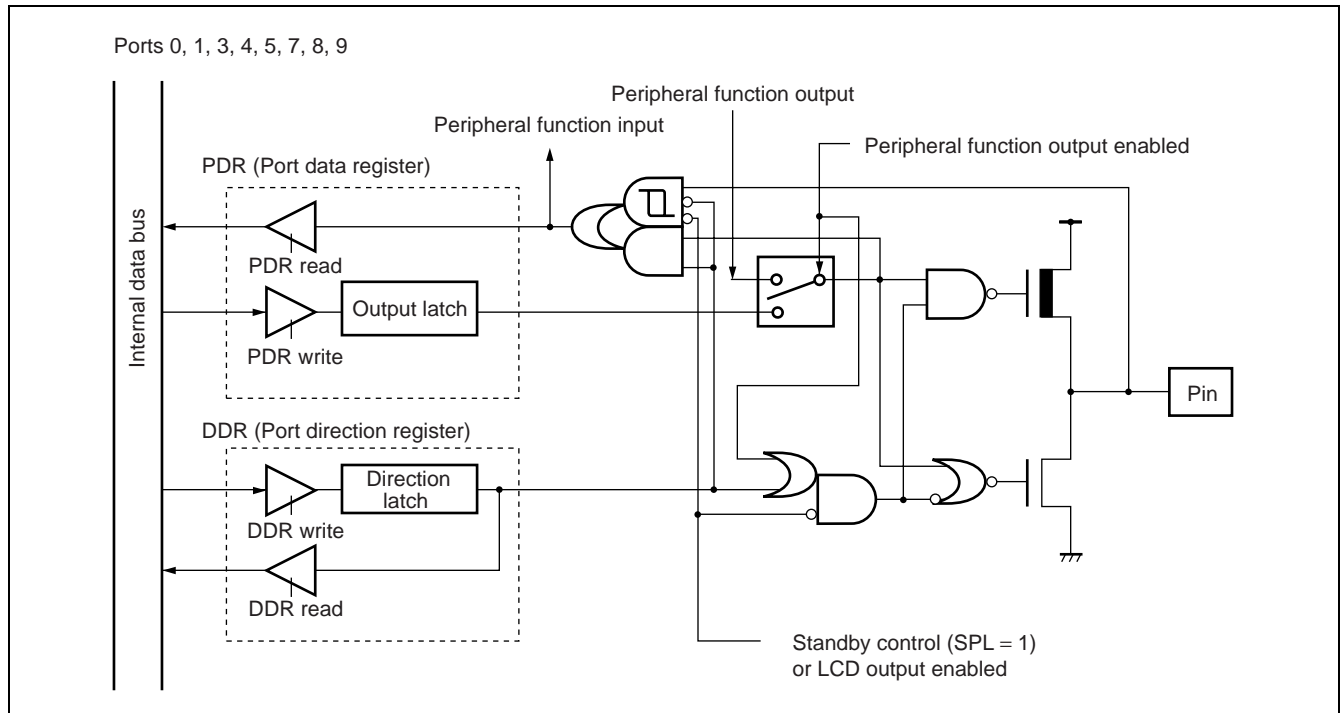 Ports 0, 1, 3, 4, 5, 7, 8, 9
Peripheral function output
Peripheral function input
Peripheral function output enabled
PDR (Port data register)
Internal data bus
PDR read
Output latch
PDR write
Pin
DDR (Port direction register)
Direction
latch
DDR write
DDR read
Standby control (SPL = 1)
or LCD output enabled